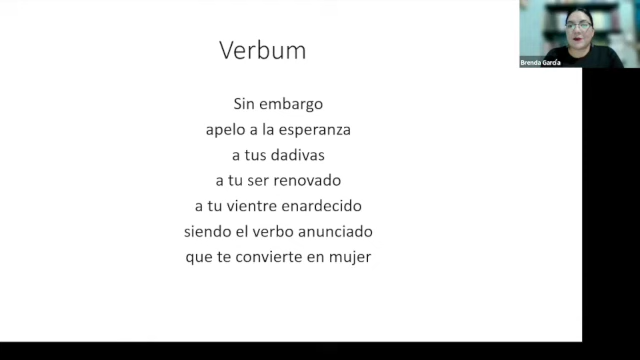 Verbum
Brenda García
Sin embargo
apelo a la esperanza
a tus dadivas
a tu ser renovado
a tu vientre enardecido
siendo el verbo anunciado
que te convierte en mujer